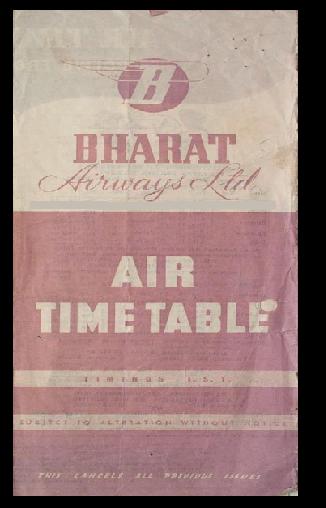 B
BHARAT
Airways Ltd.
AIR
TIME TABLE
TIMINGS I.S.T.
SUBJECT TO ALTERATION WITHOUT NOTICE
THIS CANCELS ALL PREVIOUS ISSUES